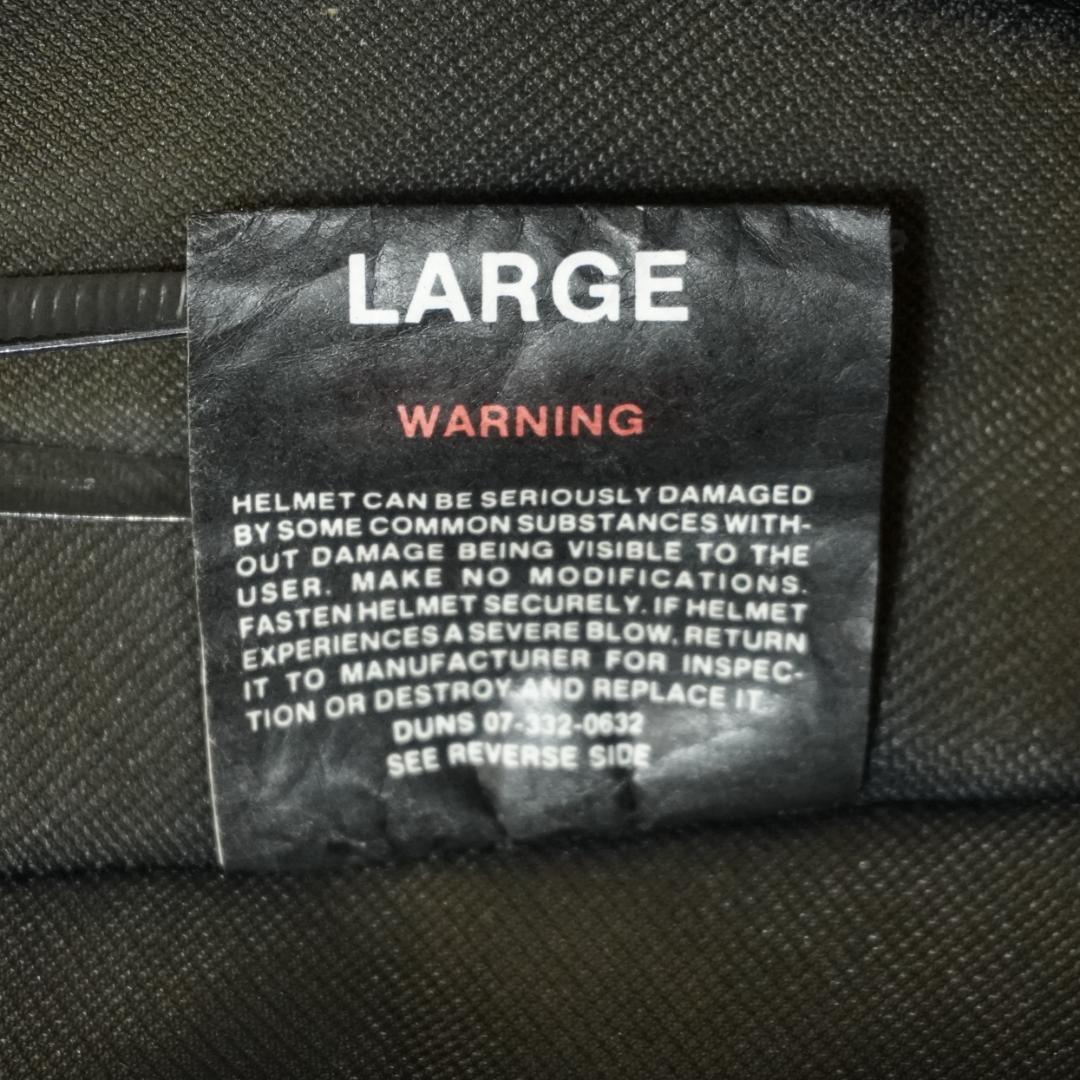 LARGE
WARNING
HELMET CAN BE SERIOUSLY DAMAGED
BY SOME COMMON SUBSTANCES WITH-
OUT DAMAGE BEING VISIBLE TO THE
USER. MAKE NO MODIFICATIONS.
FASTEN HELMET SECURELY. IF HELMET
EXPERIENCES A SEVERE BLOW, RETURN
IT TO MANUFACTURER FOR INSPEC-
TION OR DESTROY AND REPLACE IT.
DUNS 07-332-0632
SEE REVERSE SIDE